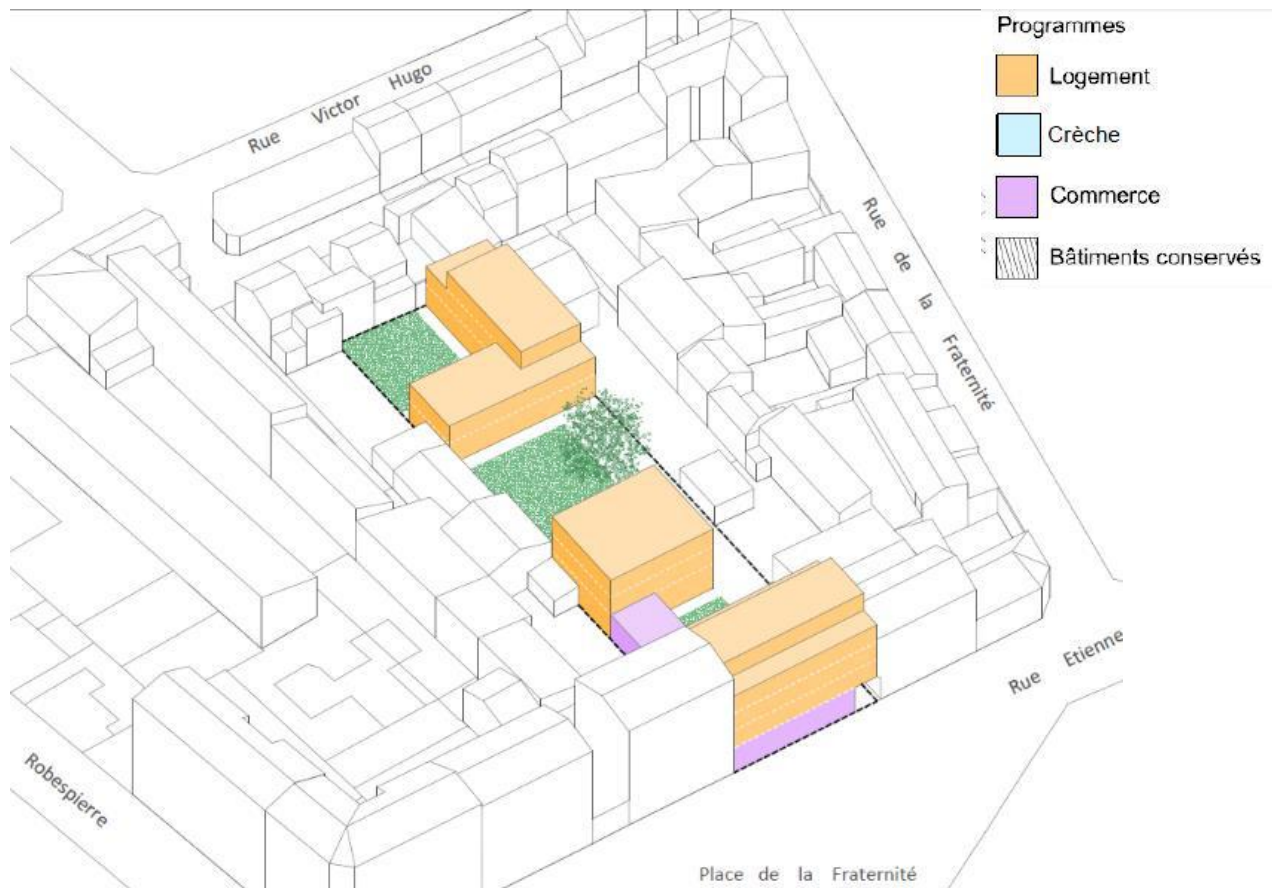 Programmes
Logement
Crèche
Commerce
Bâtiments conservés
Rue Victor Hugo
Rue de la Fraternité
Rue Etienne
Robespierre
Place de la Fraternité